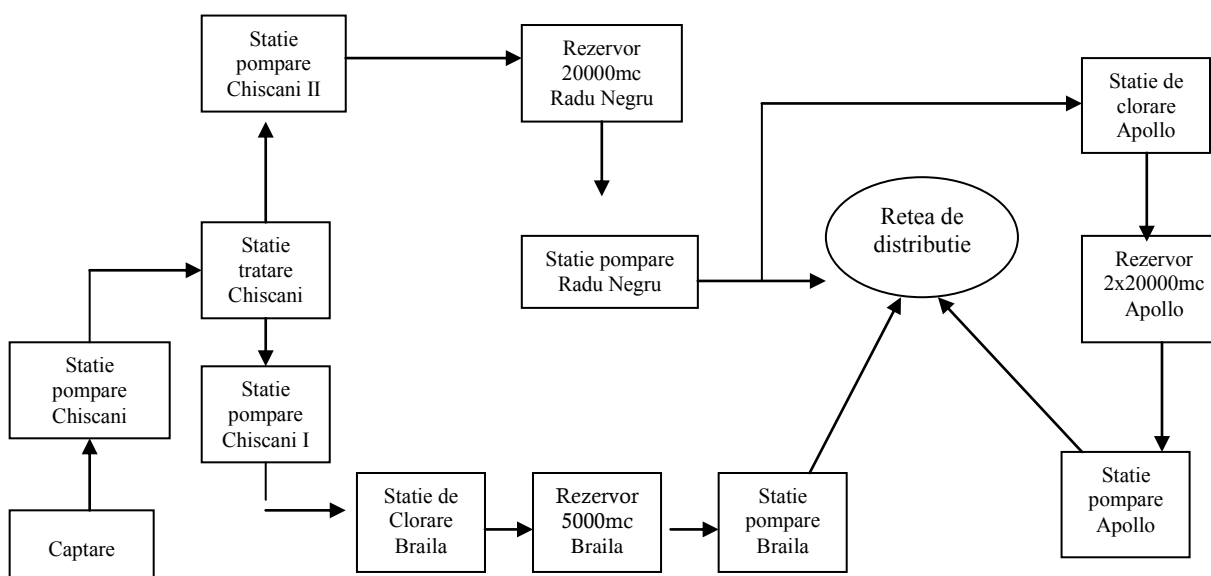 Statie
pompare
Chiscani II
Rezervor
20000mc
Radu Negru
Statie de
clorare
Apollo
Retea de
distributie
Statie
tratare
Chiscani
Statie pompare
Radu Negru
Rezervor
2x20000mc
Apollo
Statie
pompare
Chiscani
Statie
pompare
Chiscani I
Captare
Statie de
Clorare
Braila
Rezervor
5000mc
Braila
Statie
pompare
Braila
Statie
pompare
Apollo